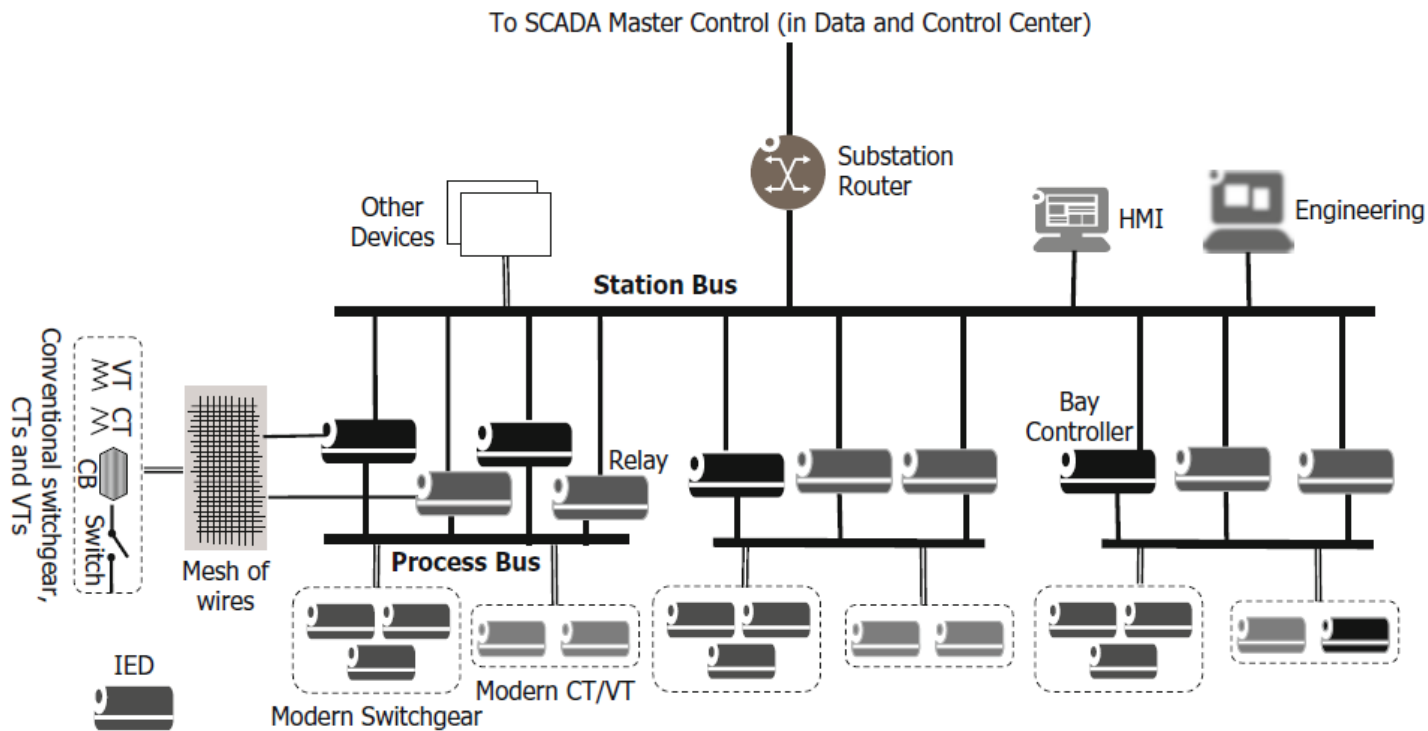 To SCADA Master Control (in Data and Control Center)
Substation
Router
Other
Devices
HMI
Engineering
Station Bus
Conventional switchgear,
CTs and VTs
VT
CT
CB
Switch
Mesh of
wires
Relay
Bay
Controller
Process Bus
IED
Modern Switchgear
Modern CT/VT